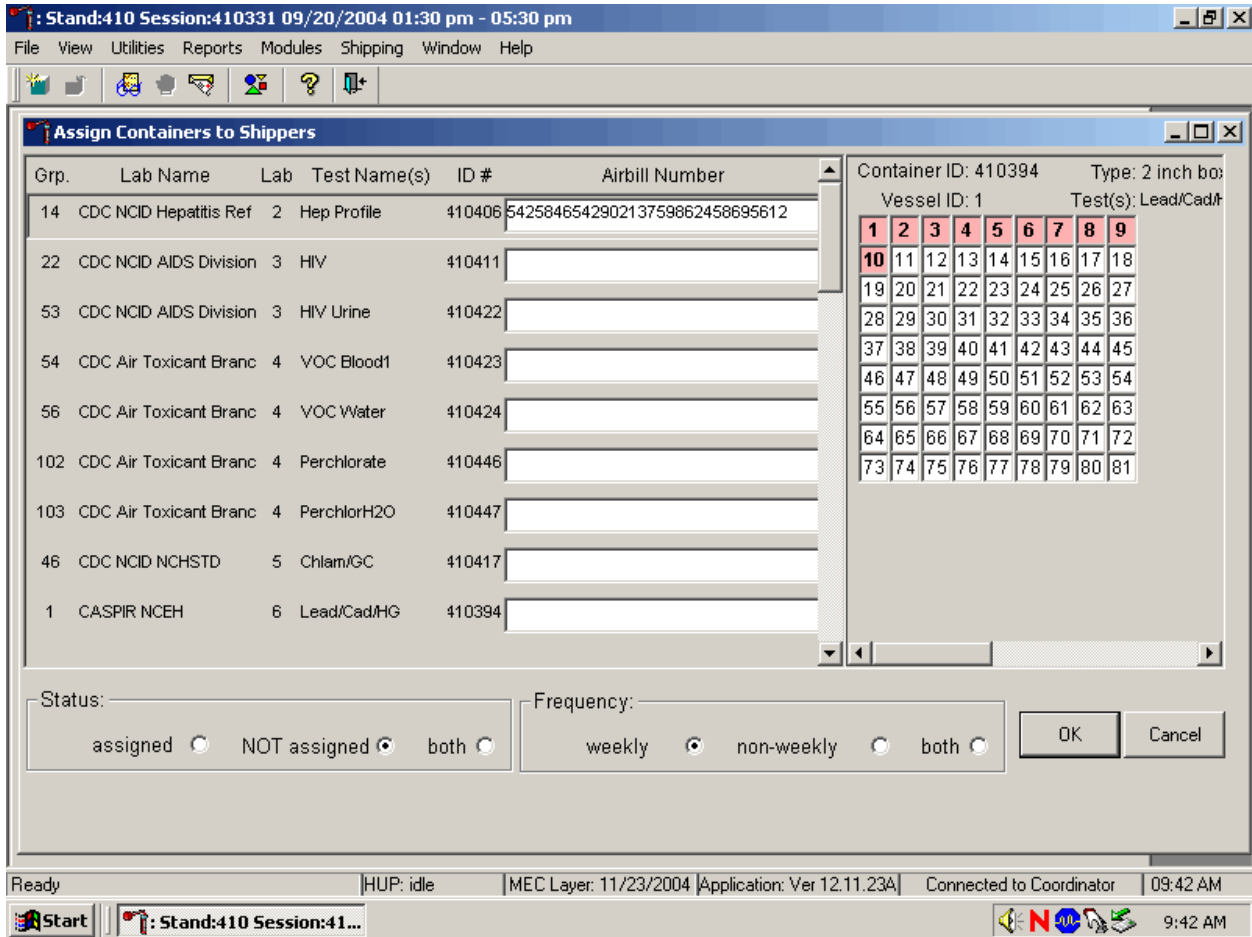 : Stand:410 Session:410331 09/20/2004 01:30 pm - 05:30 pm
File View Utilities Reports Modules Shipping Window Help
Assign Containers to Shippers
Grp. Lab Name Lab Test Name(s) ID # Airbill Number
14 CDC NCID Hepatitis Ref 2 Hep Profile 410406 5425846542902137598624586956 12
22 CDC NCID AIDS Division 3 HIV 410411
53 CDC NCID AIDS Division 3 HIV Urine 410422
54 CDC Air Toxicant Branc 4 VOC Blood1 410423
56 CDC Air Toxicant Branc 4 VOC Water 410424
102 CDC Air Toxicant Branc 4 Perchlorate 410446
103 CDC Air Toxicant Branc 4 PerchlorH2O 410447
46 CDC NCID NCHSTD 5 Chlam/GC 410417
1 CASPIR NCEH 6 Lead/Cad/HG 410394
Container ID: 410394 Type: 2 inch box
Vessel ID: 1 Test(s): Lead/Cad/H
1 2 3 4 5 6 7 8 9
10 11 12 13 14 15 16 17 18
19 20 21 22 23 24 25 26 27
28 29 30 31 32 33 34 35 36
37 38 39 40 41 42 43 44 45
46 47 48 49 50 51 52 53 54
55 56 57 58 59 60 61 62 63
64 65 66 67 68 69 70 71 72
73 74 75 76 77 78 79 80 81
Status:
assigned NOT assigned both
Frequency:
weekly non-weekly both
OK Cancel
Ready HUP: idle MEC Layer: 11/23/2004 Application: Ver 12.11.23A Connected to Coordinator 09:42 AM
Start : Stand:410 Session:41... N 9:42 AM